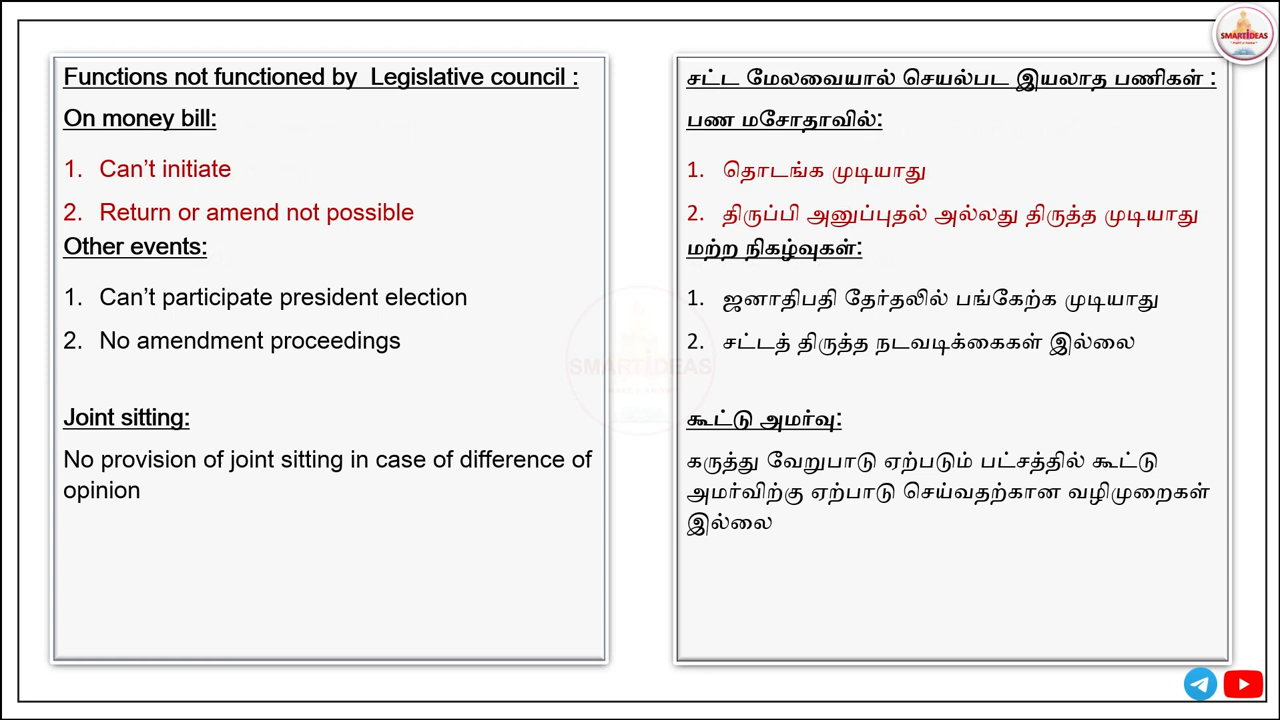 SMARTIDEAS
Functions not functioned by Legislative council :
On money bill:
1. Can't initiate
2. Return or amend not possible
Other events:
1. Can't participate president election
2. No amendment proceedings
Joint sitting:
No provision of joint sitting in case of difference of
opinion
சட்ட மேலவையால் செயல்பட இயலாத பணிகள் :
பண மசோதாவில்:
1. தொடங்க முடியாது
2. திருப்பி அனுப்புதல் அல்லது திருத்த முடியாது
மற்ற நிகழ்வுகள்:
1. ஜனாதிபதி தேர்தலில் பங்கேற்க முடியாது
2. சட்டத் திருத்த நடவடிக்கைகள் இல்லை
கூட்டு அமர்வு:
கருத்து வேறுபாடு ஏற்படும் பட்சத்தில் கூட்டு
அமர்விற்கு ஏற்பாடு செய்வதற்கான வழிமுறைகள்
இல்லை
SMARTIDEAS